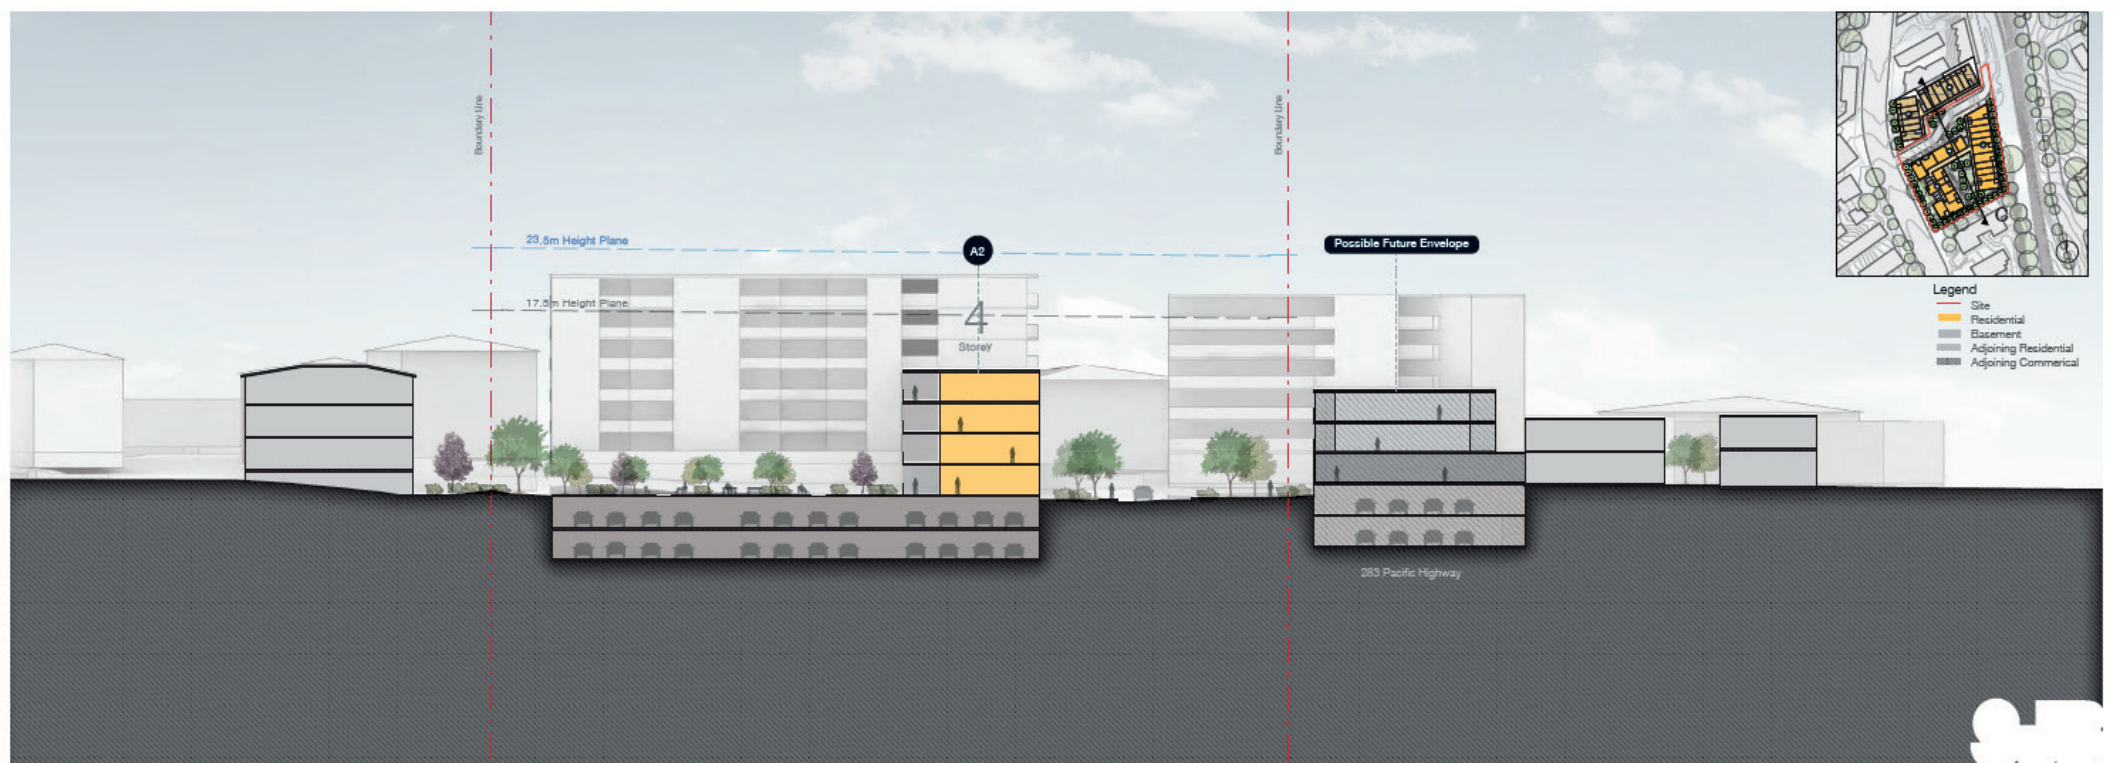 Boundary Line
Boundary Line
23.5m Height Plane
A2
Possible Future Envelope
17.5m Height Plane
4
Storey
283 Pacific Highway
Legend
Site
Residential
Basement
Adjoining Residential
Adjoining Commerical